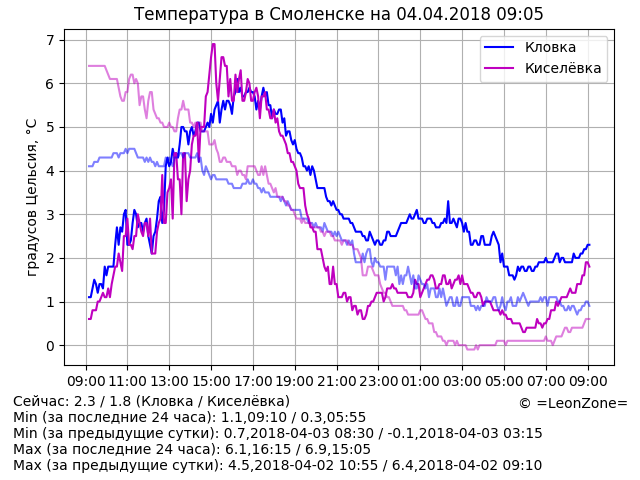 Температура в Смоленске на 04.04.2018 09:05
Кловка
Киселёвка
градусов Цельсия, °C
7
6
5
4
3
2
1
0
09:00 11:00 13:00 15:00 17:00 19:00 21:00 23:00 01:00 03:00 05:00 07:00 09:00
Сейчас: 2.3 / 1.8 (Кловка / Киселёвка)
© =LeonZone=
Min (за последние 24 часа): 1.1,09:10 / 0.3,05:55
Min (за предыдущие сутки): 0.7,2018-04-03 08:30 / -0.1,2018-04-03 03:15
Max (за последние 24 часа): 6.1,16:15 / 6.9,15:05
Max (за предыдущие сутки): 4.5,2018-04-02 10:55 / 6.4,2018-04-02 09:10